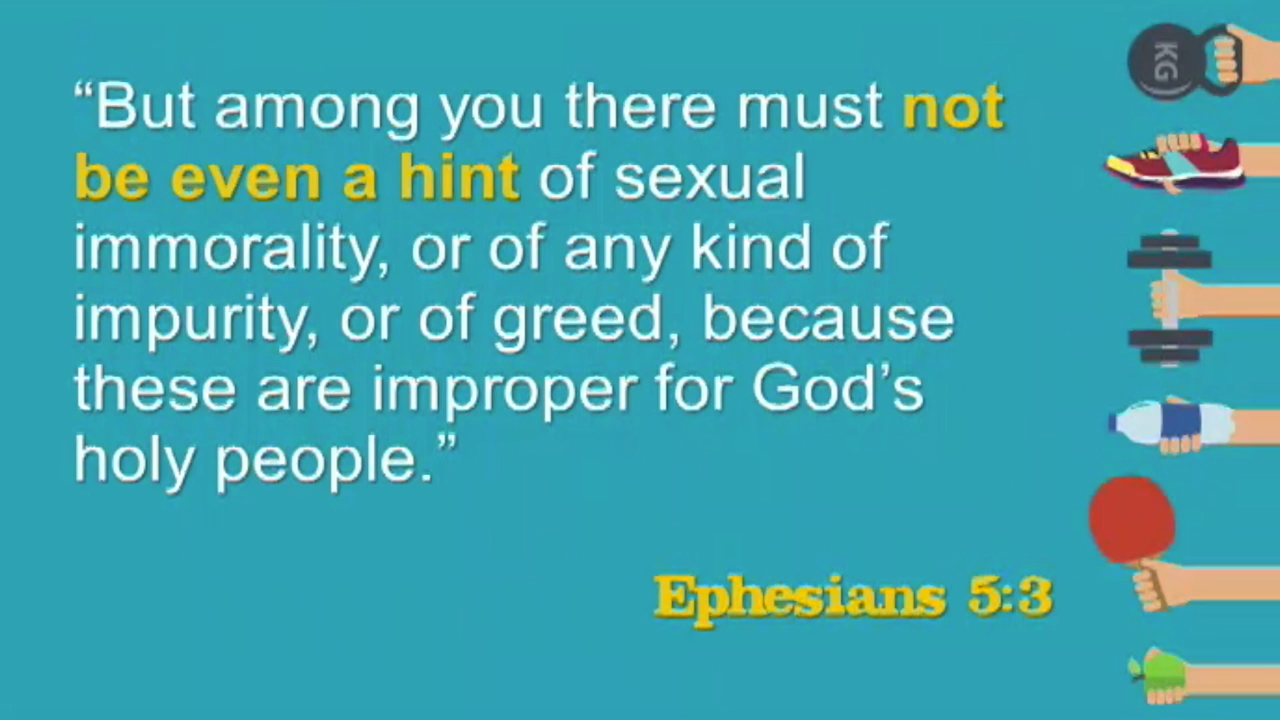 “But among you there must not
be even a hint of sexual
immorality, or of any kind of
impurity, or of greed, because
these are improper for God’s
holy people.”
Ephesians 5:3
KG